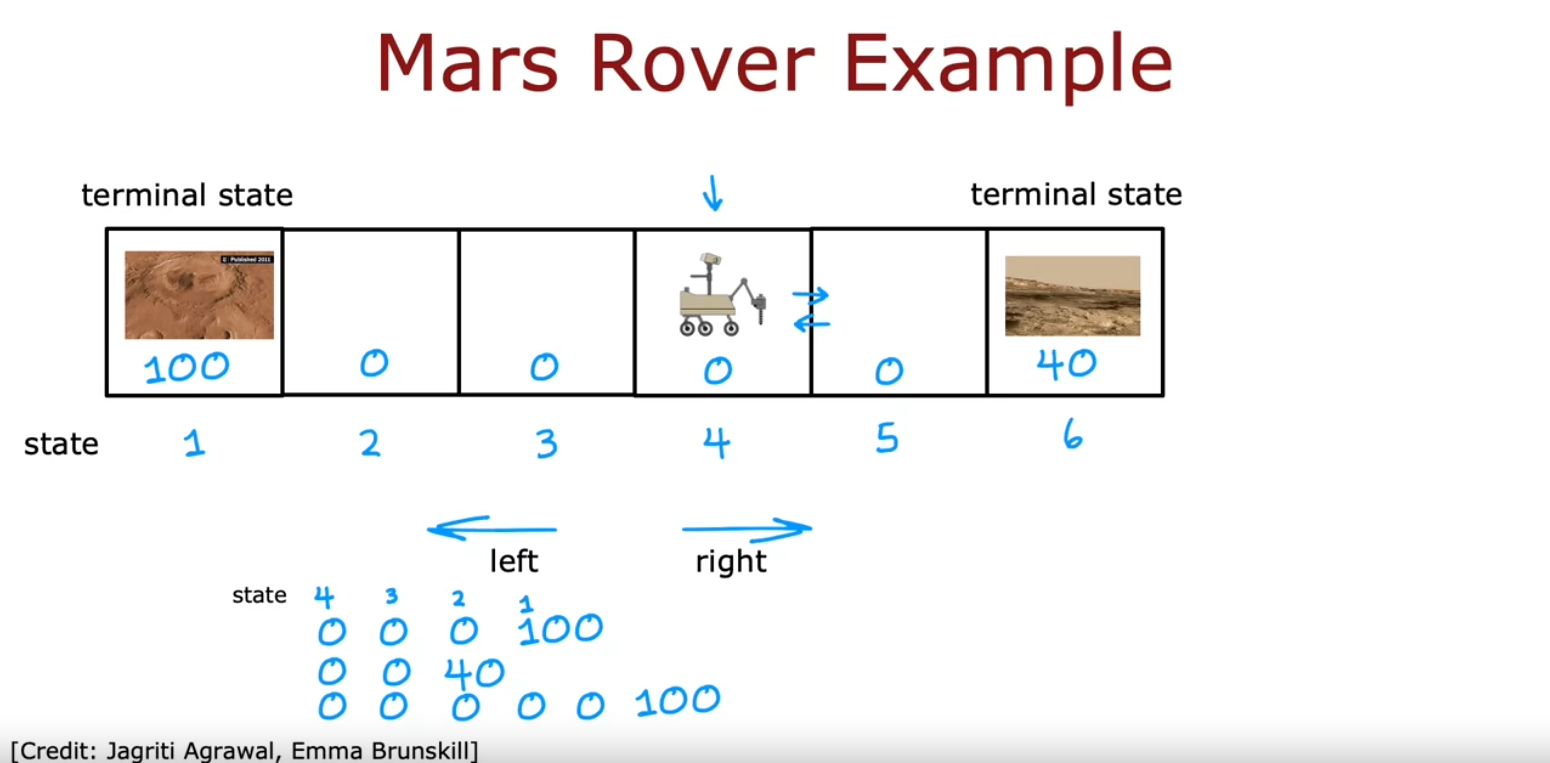 Mars Rover Example
terminal state terminal state
↓
© Published 2011
→
←
100 0 0 0 0 40
state 1 2 3 4 5 6
← →
left right
state 4 3 2 1
0 0 0 100
0 0 40
0 0 0 0 0 100
[Credit: Jagriti Agrawal, Emma Brunskill]